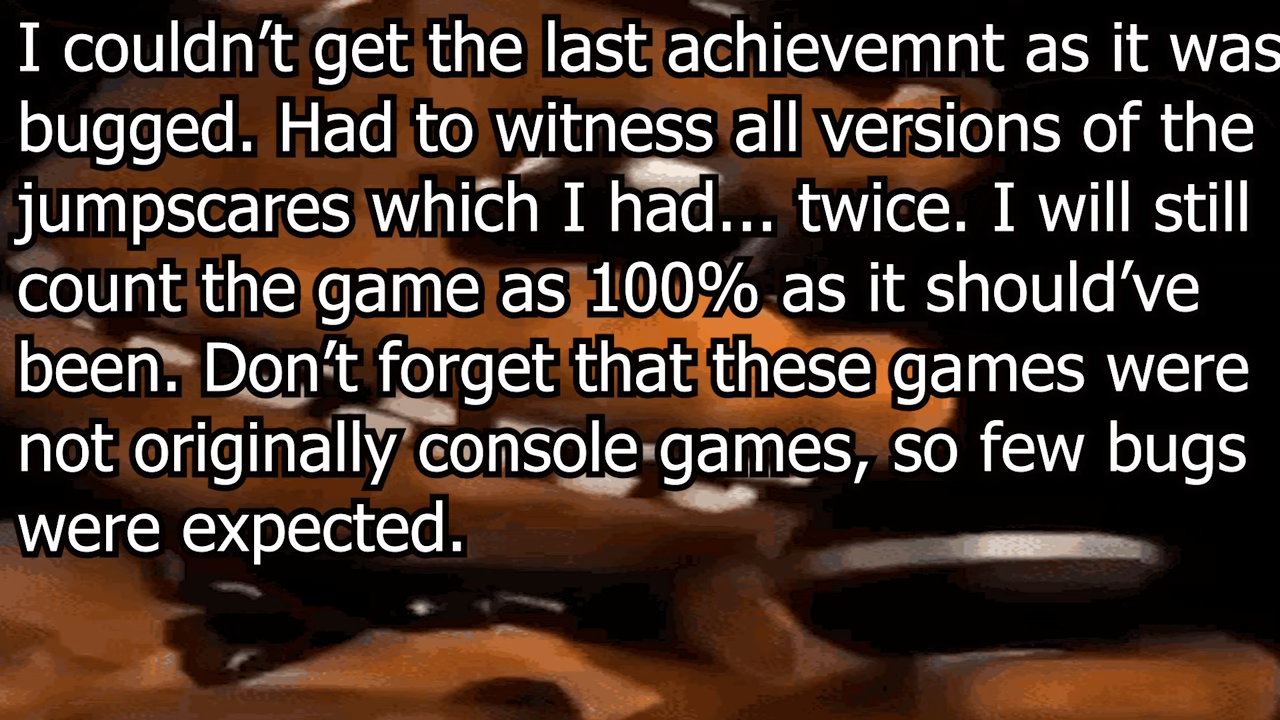 I couldn’t get the last achievemnt as it was
bugged. Had to witness all versions of the
jumpscares which I had... twice. I will still
count the game as 100% as it should’ve
been. Don’t forget that these games were
not originally console games, so few bugs
were expected.